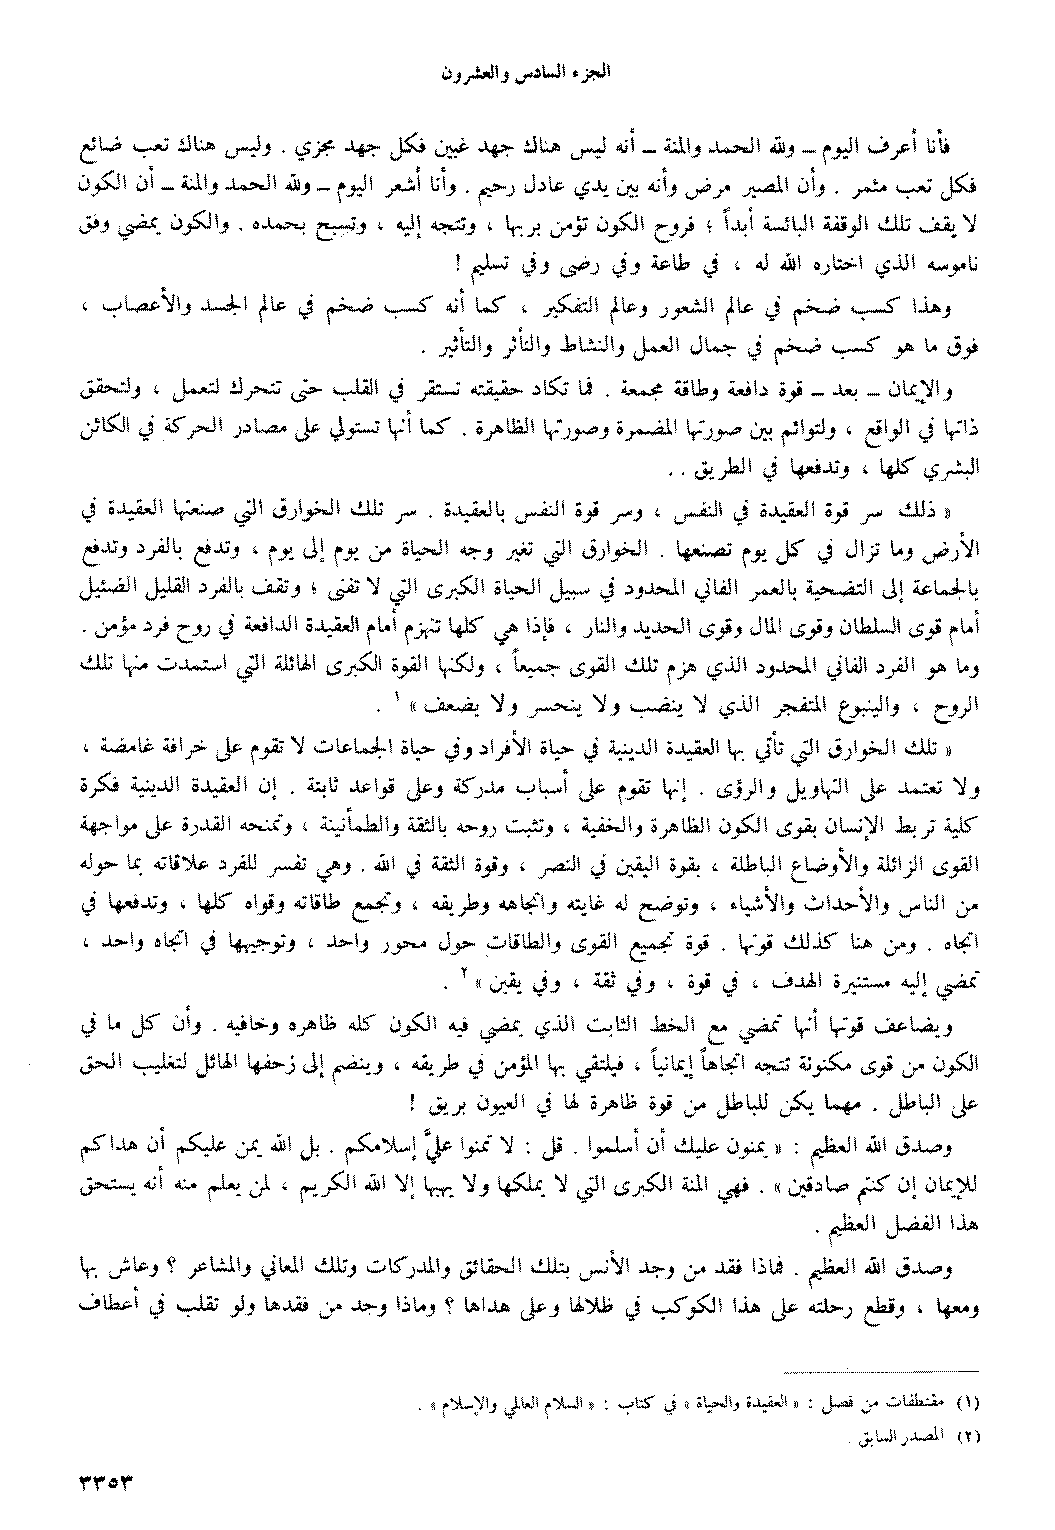 الجزء السادس والعشرون
فأنا أعرف اليوم – ولله الحمد والمنة – أنه ليس هناك جهد غبين فكل جهد مجزي . وليس هناك تعب ضائع
فكل تعب مثمر . وأن المصير مرض وأنه بين يدي عادل رحيم . وأنا أشعر اليوم – ولله الحمد والمنة – أن الكون
لا يقف تلك الوقفة البائسة أبداً ؛ فروح الكون تؤمن بربها ، وتتجه إليه ، وتسبح بحمده . والكون يمضي وفق
ناموسه الذي اختاره الله له ، في طاعة وفي رضى وفي تسليم !
وهذا كسب ضخم في عالم الشعور وعالم التفكير ، كما أنه كسب ضخم في عالم الجسد والأعصاب ،
فوق ما هو كسب ضخم في جمال العمل والنشاط والتأثر والتأثير .
والإيمان – بعد – قوة دافعة وطاقة مجمعة . فما تكاد حقيقته تستقر في القلب حتى تتحرك لتعمل ، ولتحقق
ذاتها في الواقع ، ولتوائم بين صورتها المضمرة وصورتها الظاهرة . كما أنها تستولي على مصادر الحركة في الكائن
البشري كلها ، وتدفعها في الطريق . .
« ذلك سر قوة العقيدة في النفس ، وسر قوة النفس بالعقيدة . سر تلك الخوارق التي صنعتها العقيدة في
الأرض وما تزال في كل يوم تصنعها . الخوارق التي تغير وجه الحياة من يوم إلى يوم ، وتدفع بالفرد وتدفع
بالجماعة إلى التضحية بالعمر الفاني المحدود في سبيل الحياة الكبرى التي لا تفنى ؛ وتقف بالفرد القليل الضئيل
أمام قوى السلطان وقوى المال وقوى الحديد والنار ، فإذا هي كلها تنهزم أمام العقيدة الدافعة في روح فرد مؤمن .
وما هو الفرد الفاني المحدود الذي هزم تلك القوى جميعاً ، ولكنها القوة الكبرى الهائلة التي استمدت منها تلك
الروح ، والينبوع المتفجر الذي لا ينضب ولا ينحسر ولا يضعف » ١ .
« تلك الخوارق التي تأتي بها العقيدة الدينية في حياة الأفراد وفي حياة الجماعات لا تقوم على خرافة غامضة ،
ولا تعتمد على التهاويل والرؤى . إنها تقوم على أسباب مدركة وعلى قواعد ثابتة . إن العقيدة الدينية فكرة
كلية تربط الإنسان بقوى الكون الظاهرة والخفية ، وتثبت روحه بالثقة والطمأنينة ، وتمنحه القدرة على مواجهة
القوى الزائلة والأوضاع الباطلة ، بقوة اليقين في النصر ، وقوة الثقة في الله . وهي تفسر للفرد علاقاته بما حوله
من الناس والأحداث والأشياء ، وتوضح له غايته واتجاهه وطريقه ، وتجمع طاقاته وقواه كلها ، وتدفعها في
اتجاه . ومن هنا كذلك قوتها . قوة تجميع القوى والطاقات حول محور واحد ، وتوجيهها في اتجاه واحد ،
تمضي إليه مستنيرة الهدف ، في قوة ، وفي ثقة ، وفي يقين » ٢ .
ويضاعف قوتها أنها تمضي مع الخط الثابت الذي يمضي فيه الكون كله ظاهره وخافيه . وأن كل ما في
الكون من قوى مكنونة تتجه اتجاهاً إيمانياً ، فيلتقي بها المؤمن في طريقه ، وينضم إلى زحفها الهائل لتغليب الحق
على الباطل . مهما يكن للباطل من قوة ظاهرة لها في العيون بريق !
وصدق الله العظيم : « يمنون عليك أن أسلموا . قل : لا تمنوا عليَّ إسلامكم . بل الله يمن عليكم أن هداكم
للإيمان إن كنتم صادقين » . فهي المنة الكبرى التي لا يملكها ولا يهبها إلا الله الكريم ، لمن يعلم منه أنه يستحق
هذا الفضل العظيم .
وصدق الله العظيم . فماذا فقد من وجد الأنس بتلك الحقائق والمدركات وتلك المعاني والمشاعر ؟ وعاش بها
ومعها ، وقطع رحلته على هذا الكوكب في ظلالها وعلى هداها ؟ وماذا وجد من فقدها ولو تقلب في أعطاف
(١) مقتطفات من فصل : « العقيدة والحياة » في كتاب : « السلام العالمي والإسلام » .
(٢) المصدر السابق .
٣٣٥٣